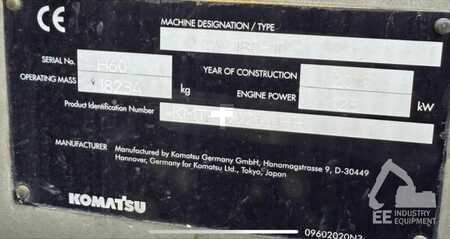 CE
MACHINE DESIGNATION / TYPE
SERIAL No.
H60
YEAR OF CONSTRUCTION
OPERATING MASS
18234
kg
ENGINE POWER
kW
Product Identification Number
MANUFACTURER
Manufactured by Komatsu Germany GmbH, Hanomagstrasse 9, D-30449
Hannover, Germany for Komatsu Ltd., Tokyo, Japan
KOMATSU
EE INDUSTRY
EQUIPMENT
09602020N3